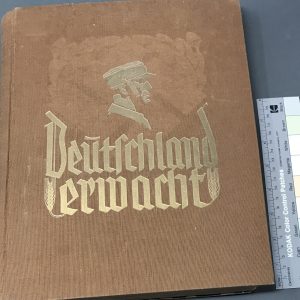 Deutschland
erwacht
KODAK Color Control Patches